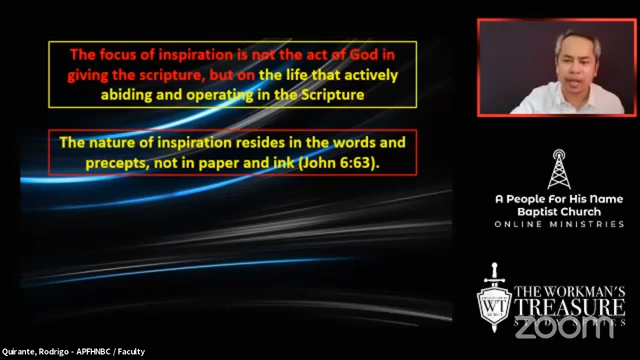 The focus of inspiration is not the act of God in
giving the scripture, but on the life that actively
abiding and operating in the Scripture
The nature of inspiration resides in the words and
precepts, not in paper and ink (John 6:63).
A People For His Name
Baptist Church
ONLINE MINISTRIES
WT
THE WORKMAN'S
TREASURE
zoom
Quirante, Rodrigo - APFHNBC / Faculty